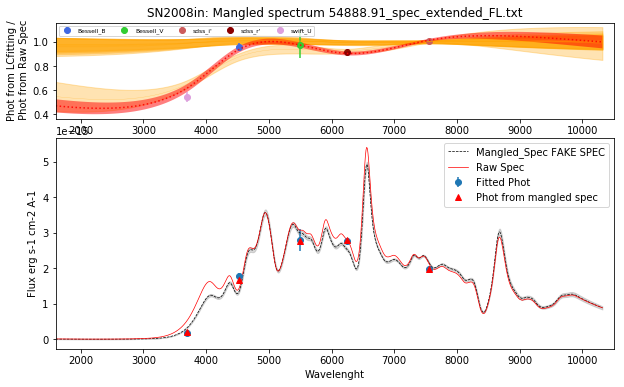 SN2008in: Mangled spectrum 54888.91_spec_extended_FL.txt
Phot from LCfitting /
Phot from Raw Spec
1.0
0.8
0.6
0.4
Bessell_B
Bessell_V
sdss_i'
sdss_r'
swift_U
2000 3000 4000 5000 6000 7000 8000 9000 10000
Flux erg s-1 cm-2 A-1
5
4
3
2
1
0
Mangled_Spec FAKE SPEC
Raw Spec
Fitted Phot
Phot from mangled spec
2000 3000 4000 5000 6000 7000 8000 9000 10000
Wavelenght